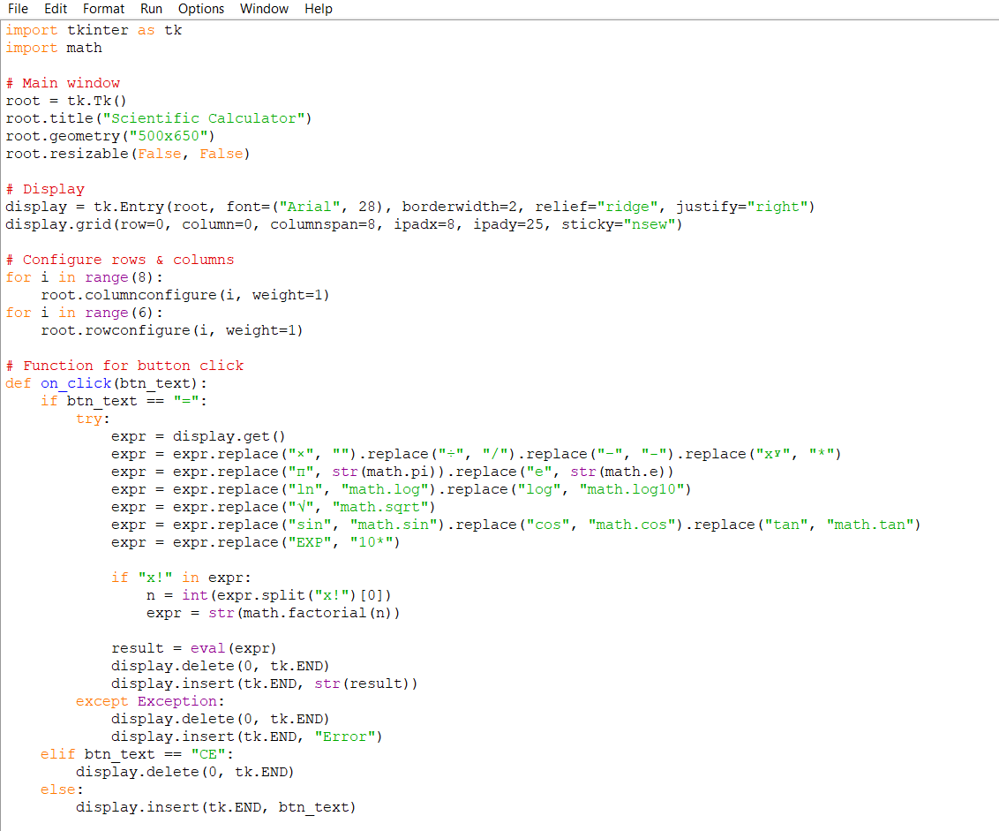 File Edit Format Run Options Window Help
import tkinter as tk
import math
# Main window
root = tk.Tk()
root.title("Scientific Calculator")
root.geometry("500x650")
root.resizable(False, False)
# Display
display = tk.Entry(root, font=("Arial", 28), borderwidth=2, relief="ridge", justify="right")
display.grid(row=0, column=0, columnspan=8, ipadx=8, ipady=25, sticky="nsew")
# Configure rows & columns
for i in range(8):
    root.columnconfigure(i, weight=1)
for i in range(6):
    root.rowconfigure(i, weight=1)
# Function for button click
def on_click(btn_text):
    if btn_text == "=":
        try:
            expr = display.get()
            expr = expr.replace("×", "").replace("÷", "/").replace("−", "-").replace("xʸ", "*")
            expr = expr.replace("π", str(math.pi)).replace("e", str(math.e))
            expr = expr.replace("ln", "math.log").replace("log", "math.log10")
            expr = expr.replace("√", "math.sqrt")
            expr = expr.replace("sin", "math.sin").replace("cos", "math.cos").replace("tan", "math.tan")
            expr = expr.replace("EXP", "10*")
            if "x!" in expr:
                n = int(expr.split("x!")[0])
                expr = str(math.factorial(n))
            result = eval(expr)
            display.delete(0, tk.END)
            display.insert(tk.END, str(result))
        except Exception:
            display.delete(0, tk.END)
            display.insert(tk.END, "Error")
    elif btn_text == "CE":
        display.delete(0, tk.END)
    else:
        display.insert(tk.END, btn_text)